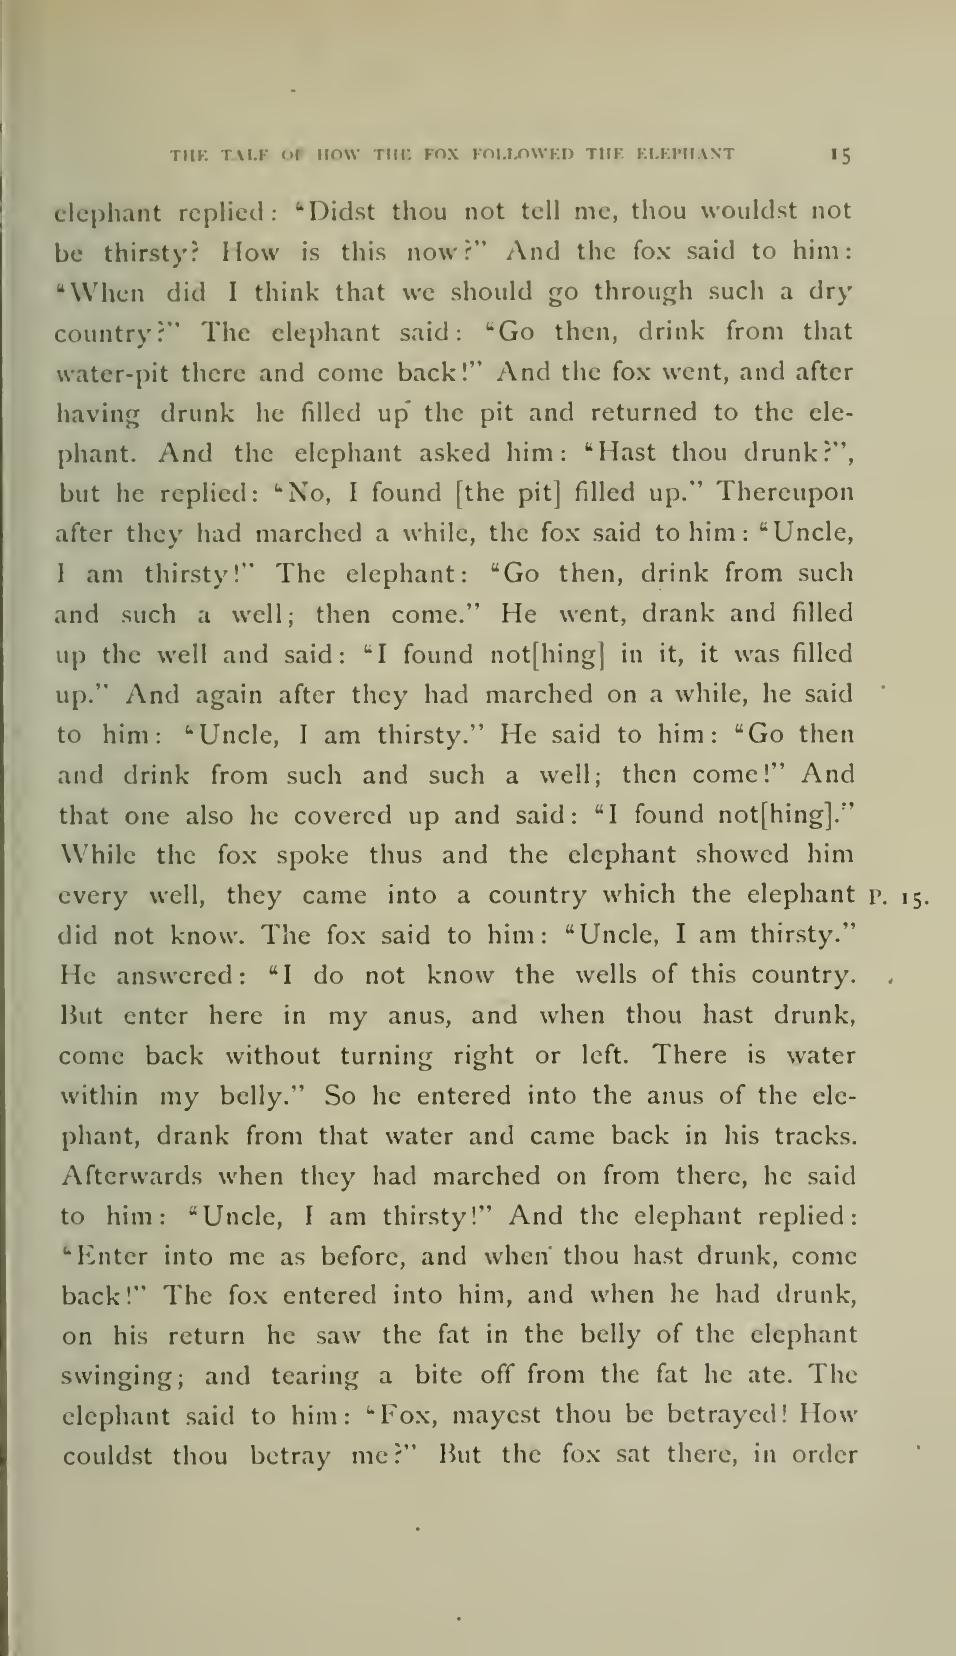 THE TALE OF HOW THE FOX FOLLOWED THE ELEPHANT 15
elephant replied: “Didst thou not tell me, thou wouldst not
be thirsty? How is this now?” And the fox said to him:
“When did I think that we should go through such a dry
country?” The elephant said: “Go then, drink from that
water-pit there and come back!” And the fox went, and after
having drunk he filled up the pit and returned to the ele-
phant. And the elephant asked him: “Hast thou drunk?”,
but he replied: “No, I found [the pit] filled up.” Thereupon
after they had marched a while, the fox said to him: “Uncle,
I am thirsty!” The elephant: “Go then, drink from such
and such a well; then come.” He went, drank and filled
up the well and said: “I found not[hing] in it, it was filled
up.” And again after they had marched on a while, he said
to him: “Uncle, I am thirsty.” He said to him: “Go then
and drink from such and such a well; then come!” And
that one also he covered up and said: “I found not[hing].”
While the fox spoke thus and the elephant showed him
every well, they came into a country which the elephant P. 15.
did not know. The fox said to him: “Uncle, I am thirsty.”
He answered: “I do not know the wells of this country.
But enter here in my anus, and when thou hast drunk,
come back without turning right or left. There is water
within my belly.” So he entered into the anus of the ele-
phant, drank from that water and came back in his tracks.
Afterwards when they had marched on from there, he said
to him: “Uncle, I am thirsty!” And the elephant replied:
“Enter into me as before, and when thou hast drunk, come
back!” The fox entered into him, and when he had drunk,
on his return he saw the fat in the belly of the elephant
swinging; and tearing a bite off from the fat he ate. The
elephant said to him: “Fox, mayest thou be betrayed! How
couldst thou betray me?” But the fox sat there, in order